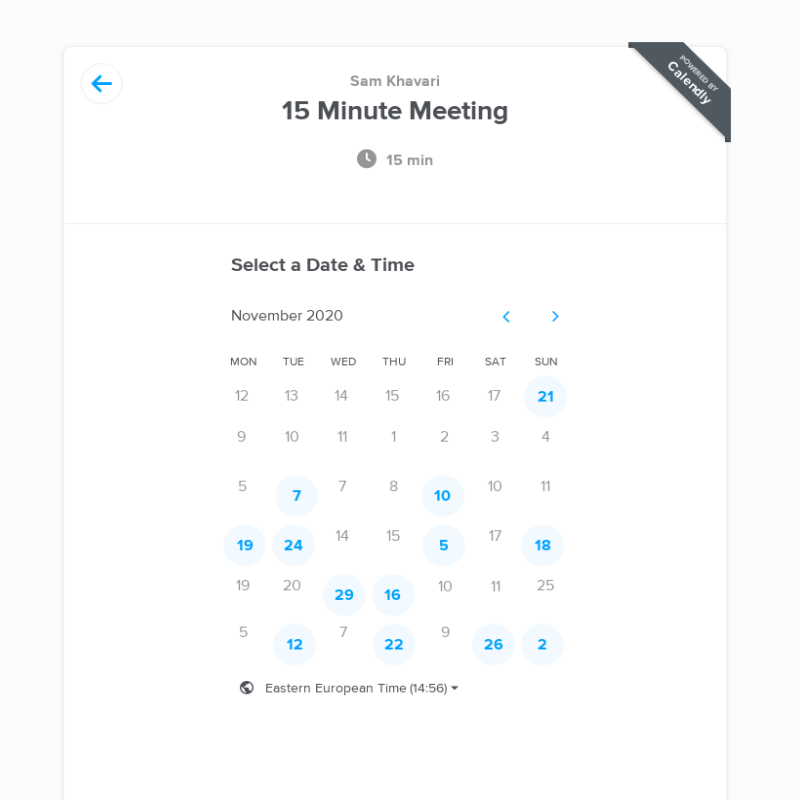 Sam Khavari
15 Minute Meeting
POWERED BY
Calendly
15 min
Select a Date & Time
November 2020
MON TUE WED THU FRI SAT SUN
12 13 14 15 16 17 21
9 10 11 1 2 3 4
5 7 7 8 10 10 11
19 24 14 15 5 17 18
19 20 29 16 10 11 25
5 12 7 22 9 26 2
Eastern European Time (14:56)